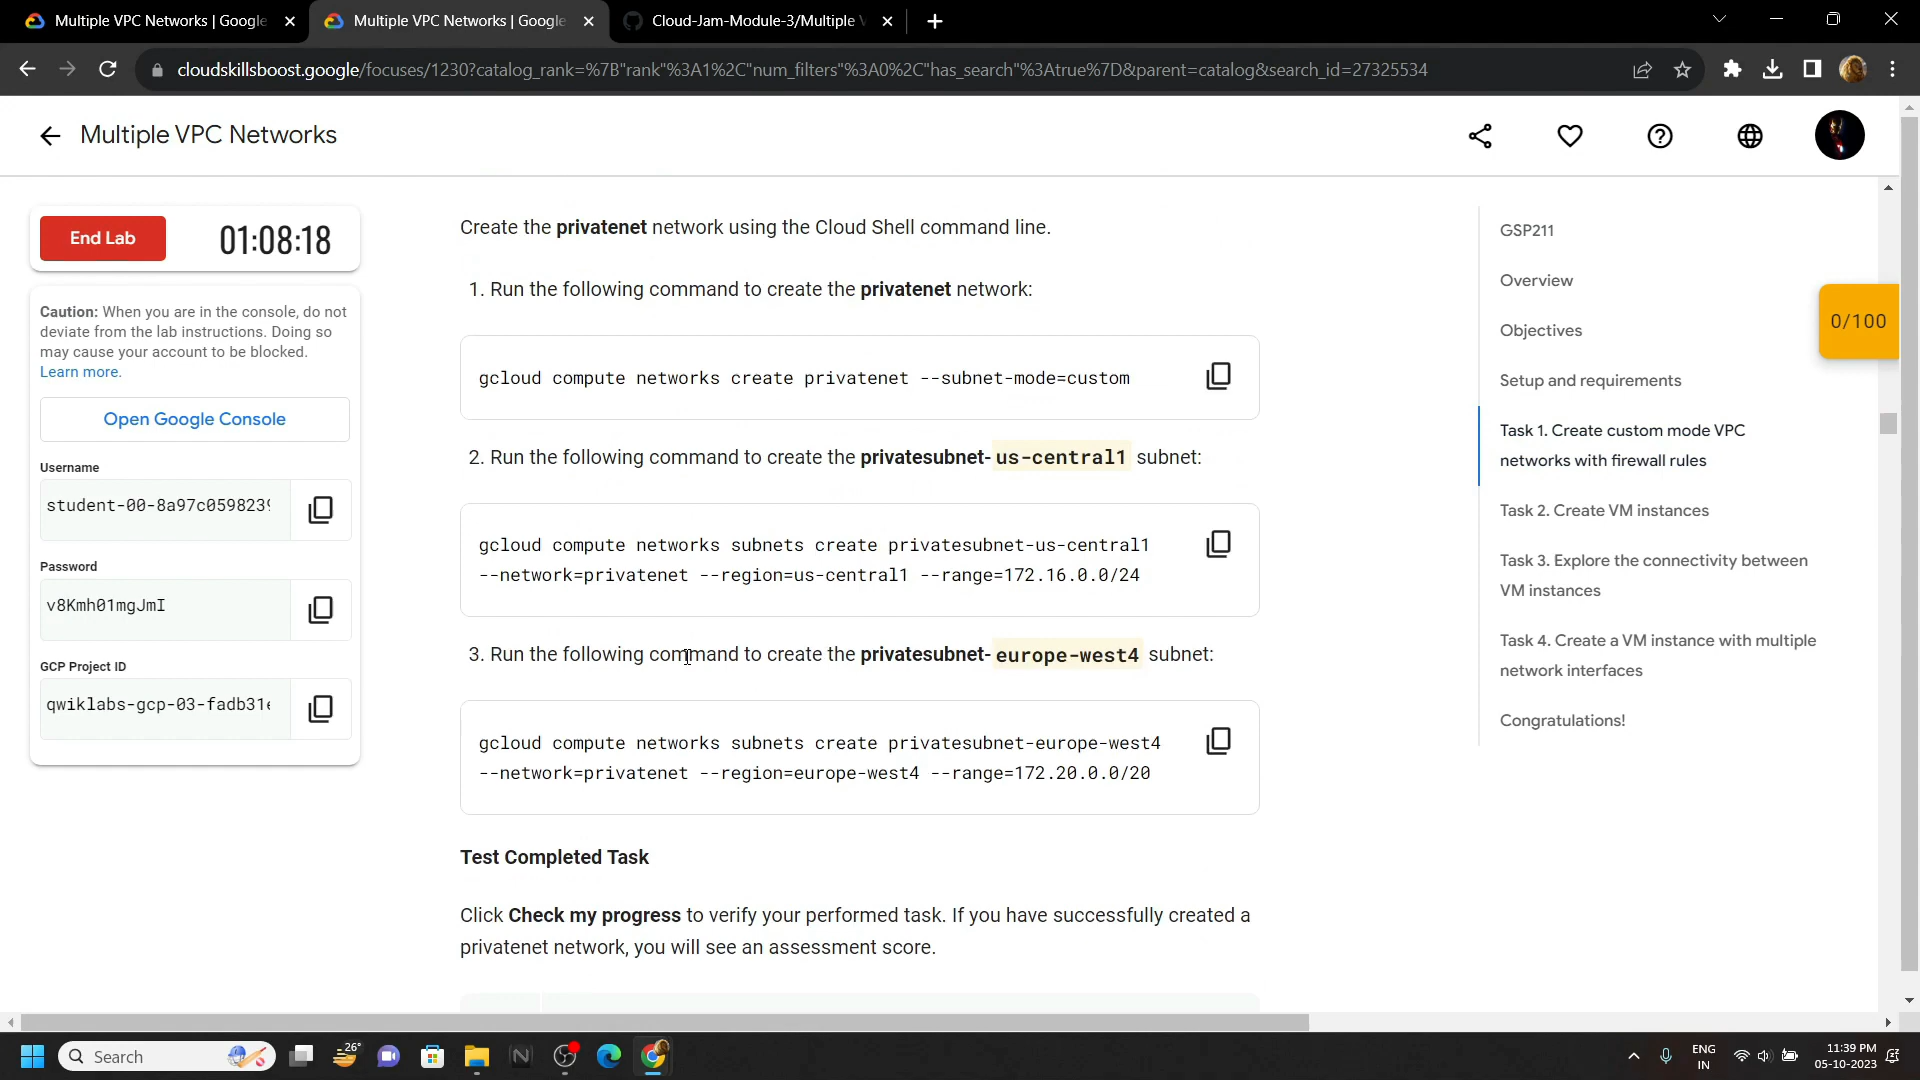 Multiple VPC Networks | Google
Multiple VPC Networks | Google
Cloud-Jam-Module-3/Multiple V
cloudskillsboost.google/focuses/1230?catalog_rank=%7B"rank"%3A1%2C"num_filters"%3A0%2C"has_search"%3Atrue%7D&parent=catalog&search_id=27325534
Multiple VPC Networks
End Lab
01:08:18
Caution: When you are in the console, do not
deviate from the lab instructions. Doing so
may cause your account to be blocked.
Learn more.
Open Google Console
Username
student-00-8a97c0598239
Password
v8Kmh01mgJmI
GCP Project ID
qwiklabs-gcp-03-fadb31e
Create the privatenet network using the Cloud Shell command line.
1. Run the following command to create the privatenet network:
gcloud compute networks create privatenet --subnet-mode=custom
2. Run the following command to create the privatesubnet-us-central1 subnet:
gcloud compute networks subnets create privatesubnet-us-central1
--network=privatenet --region=us-central1 --range=172.16.0.0/24
3. Run the following command to create the privatesubnet-europe-west4 subnet:
gcloud compute networks subnets create privatesubnet-europe-west4
--network=privatenet --region=europe-west4 --range=172.20.0.0/20
Test Completed Task
Click Check my progress to verify your performed task. If you have successfully created a
privatenet network, you will see an assessment score.
GSP211
Overview
Objectives
Setup and requirements
Task 1. Create custom mode VPC
networks with firewall rules
Task 2. Create VM instances
Task 3. Explore the connectivity between
VM instances
Task 4. Create a VM instance with multiple
network interfaces
Congratulations!
0/100
Search
26°
ENG
IN
11:39 PM
05-10-2023